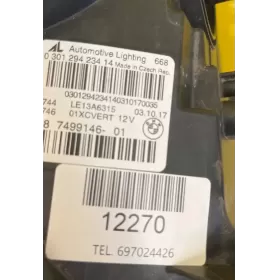 AL Automotive Lighting 668
0 301 294 234 14 Made in Czech Rep.
0301294234140310170035
744 LE13A6315 03.10.17
746 01XCVERT 12V
8 7499146-01
12270
TEL. 697024426